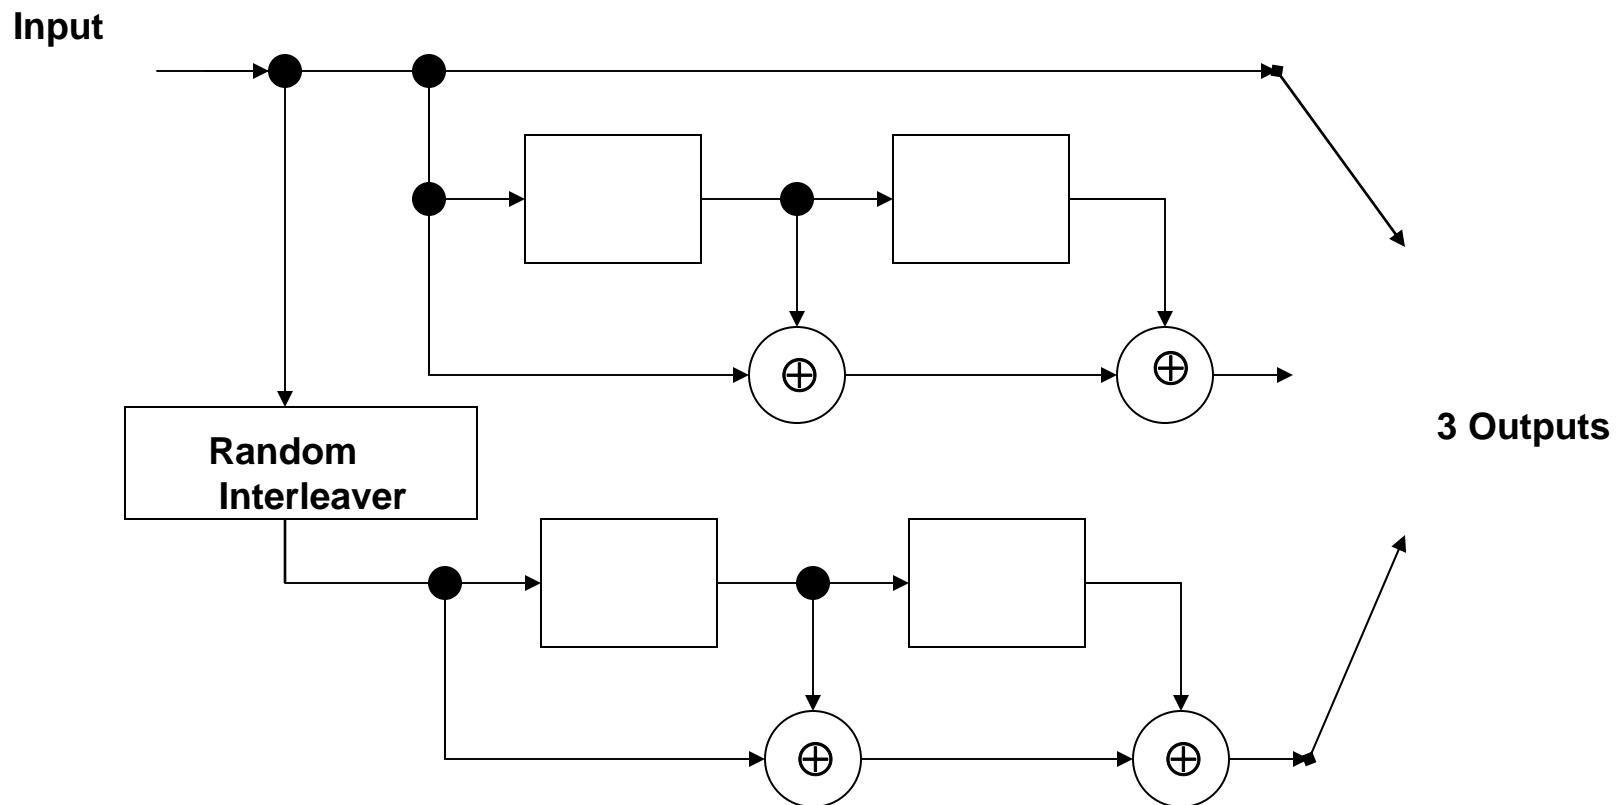 Input
⊕ ⊕
3 Outputs
Random
Interleaver
⊕ ⊕